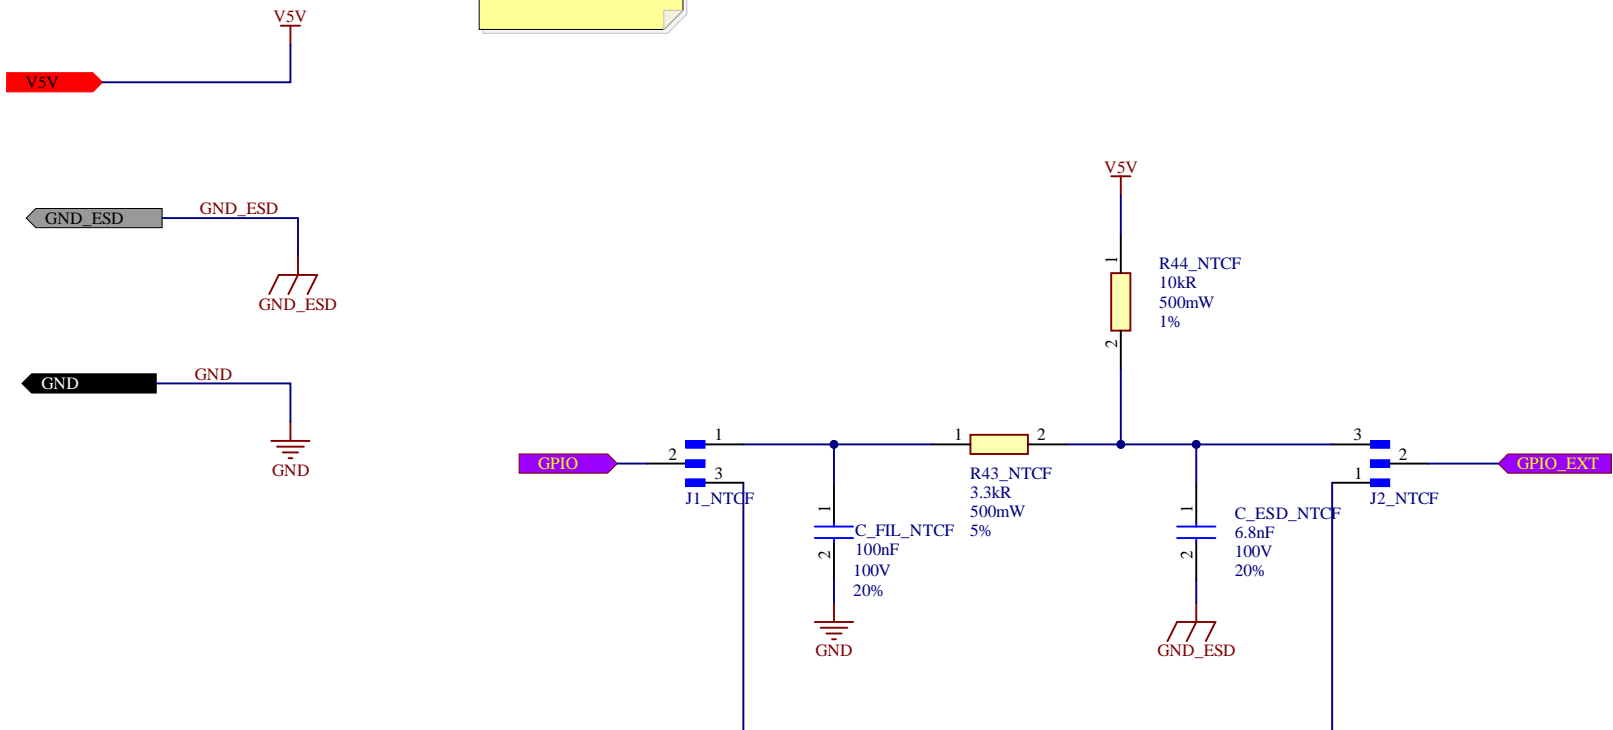 V5V
V5V
GND_ESD
GND_ESD
GND_ESD
GND
GND
GND
V5V
1
R44_NTCF
10kR
500mW
1%
2
GPIO
2
1
3
J1_NTCF
1
2
R43_NTCF
3.3kR
500mW
5%
1
C_FIL_NTCF
100nF
100V
20%
2
GND
1
C_ESD_NTCF
6.8nF
100V
20%
2
GND_ESD
3
2
1
J2_NTCF
GPIO_EXT